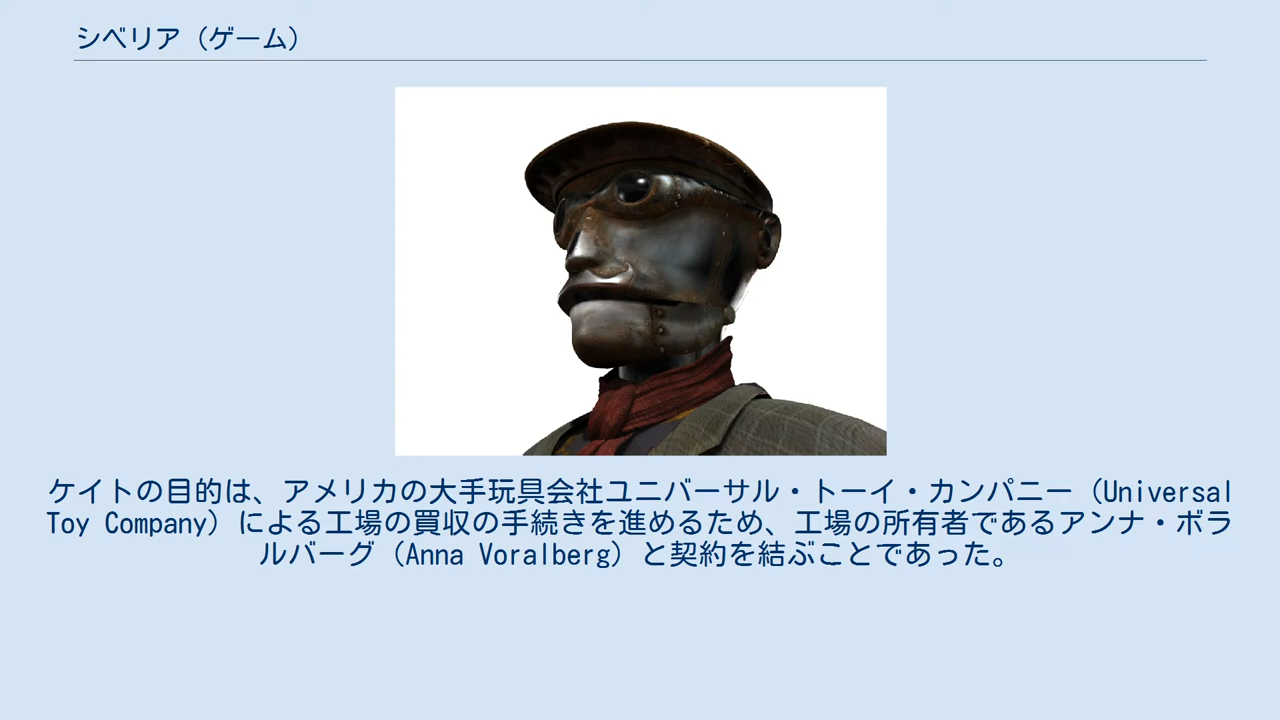 シベリア（ゲーム）
ケイトの目的は、アメリカの大手玩具会社ユニバーサル・トーイ・カンパニー（Universal
Toy Company）による工場の買収の手続きを進めるため、工場の所有者であるアンナ・ボラ
ルバーグ（Anna Voralberg）と契約を結ぶことであった。